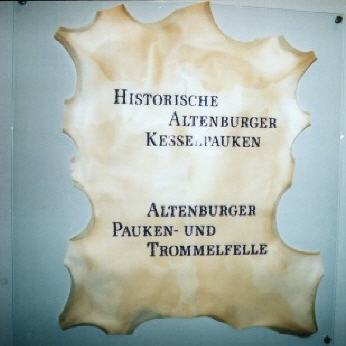 HISTORISCHE
ALTENBURGER
KESSELPAUKEN
ALTENBURGER
PAUKEN- UND
TROMMELFELLE